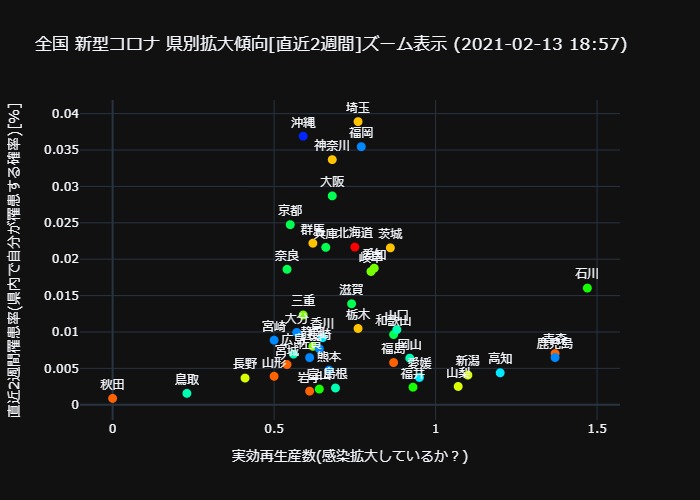 全国 新型コロナ 県別拡大傾向[直近2週間]ズーム表示 (2021-02-13 18:57)
直近2週間罹患率(県内で自分が罹患する確率)[%]
0.04
0.035
0.03
0.025
0.02
0.015
0.01
0.005
0
埼玉
沖縄
福岡
神奈川
大阪
京都
群馬
兵庫
北海道
茨城
愛知
岐阜
奈良
石川
滋賀
三重
栃木
山口
和歌山
大分
香川
宮崎
広島
青森
鹿児島
宮城
福島
岡山
熊本
長野
山形
愛媛
新潟
高知
福井
山梨
岩手
島根
秋田
鳥取
0
0.5
1
1.5
実効再生産数(感染拡大しているか？)